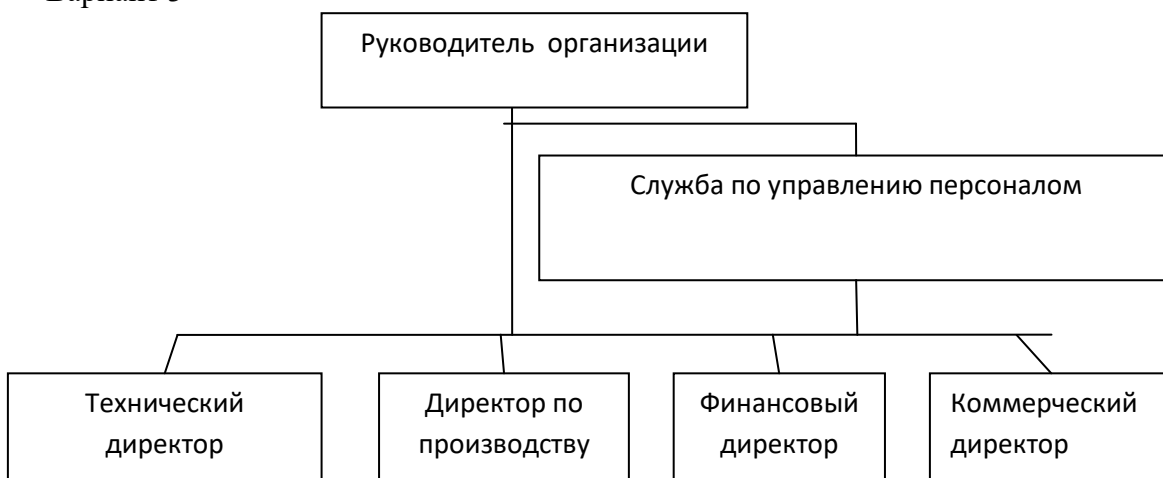 Руководитель организации
Служба по управлению персоналом
Технический
директор
Директор по
производству
Финансовый
директор
Коммерческий
директор